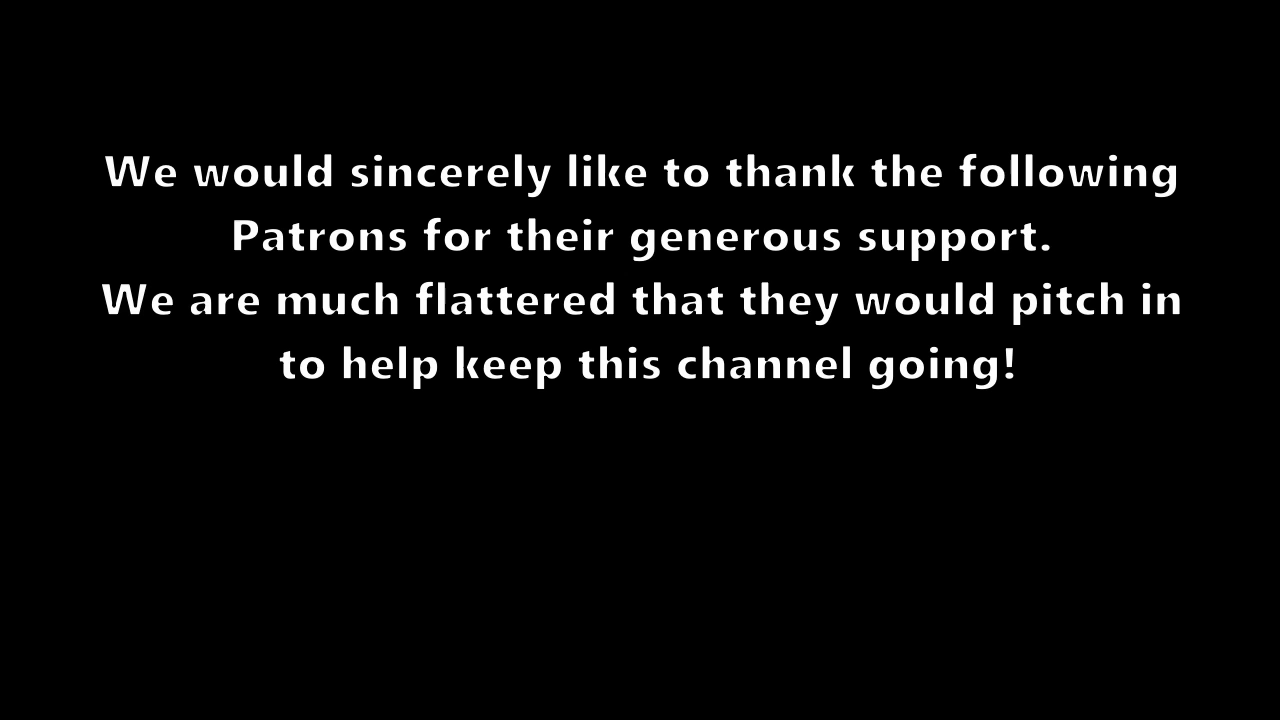 We would sincerely like to thank the following
Patrons for their generous support.
We are much flattered that they would pitch in
to help keep this channel going!